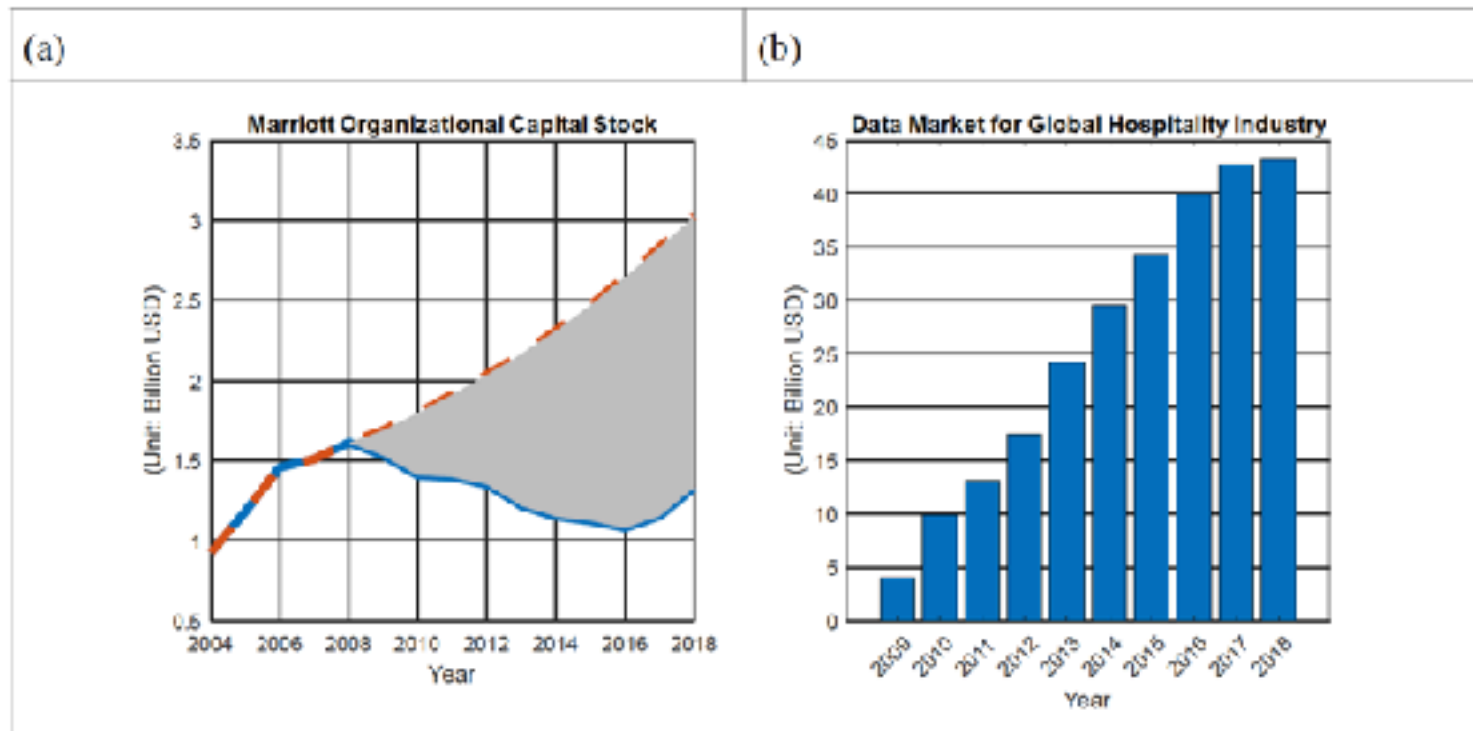 (a)
(b)
Marriott Organizational Capital Stock
3.5
3
2.5
2
1.5
1
0.5
(Unit: Billion USD)
2004 2006 2008 2010 2012 2014 2016 2018
Year
Data Market for Global Hospitality Industry
45
40
35
30
25
20
15
10
5
0
(Unit: Billion USD)
2009 2010 2011 2012 2013 2014 2015 2016 2017 2018
Year